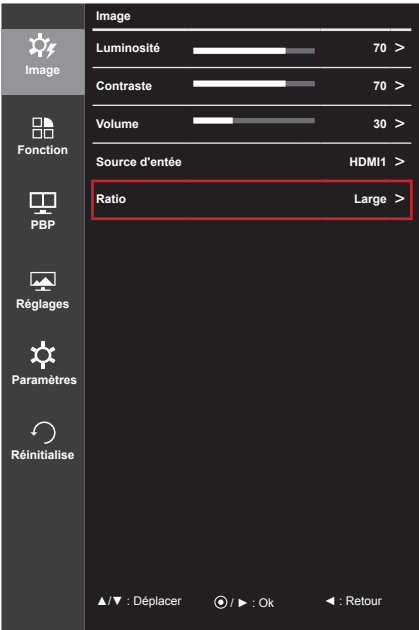 Image
Fonction
PBP
Réglages
Paramètres
Réinitialise
Image
Luminosité 70 >
Contraste 70 >
Volume 30 >
Source d'entée HDMI1 >
Ratio Large >
▲/▼ : Déplacer ⦿ / ► : Ok ◄ : Retour